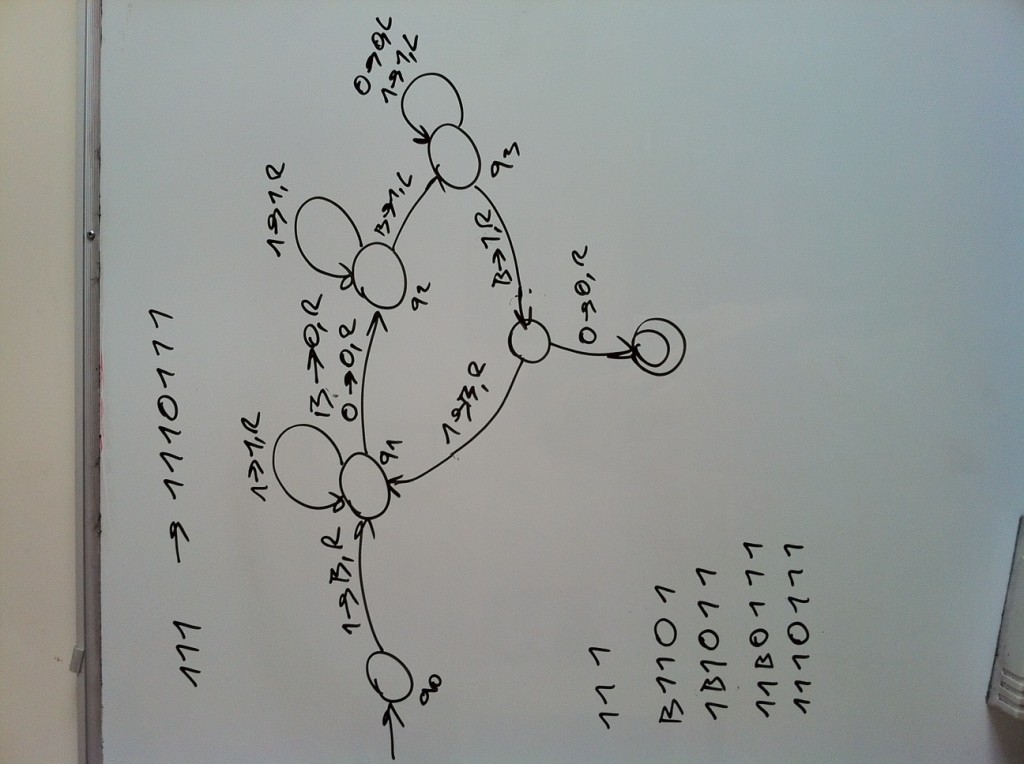 111 → 1110111
1→1,R
1→1,R
0→0,L
1→1,L
B→0,R
0→0,R
1→B,R
B→1,L
q0
q1
q2
q3
1→B,R
B→1,R
0→0,R
111
B1101
1B1011
11B0111
1110111